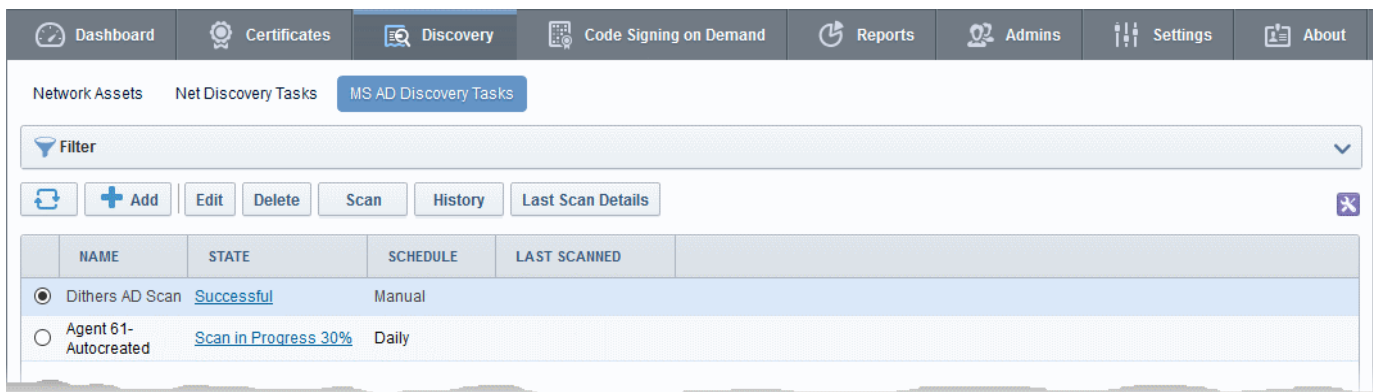 Dashboard Certificates Discovery Code Signing on Demand Reports Admins Settings About
Network Assets Net Discovery Tasks MS AD Discovery Tasks
Filter
Add Edit Delete Scan History Last Scan Details
NAME STATE SCHEDULE LAST SCANNED
Dithers AD Scan Successful Manual
Agent 61-
Autocreated Scan in Progress 30% Daily